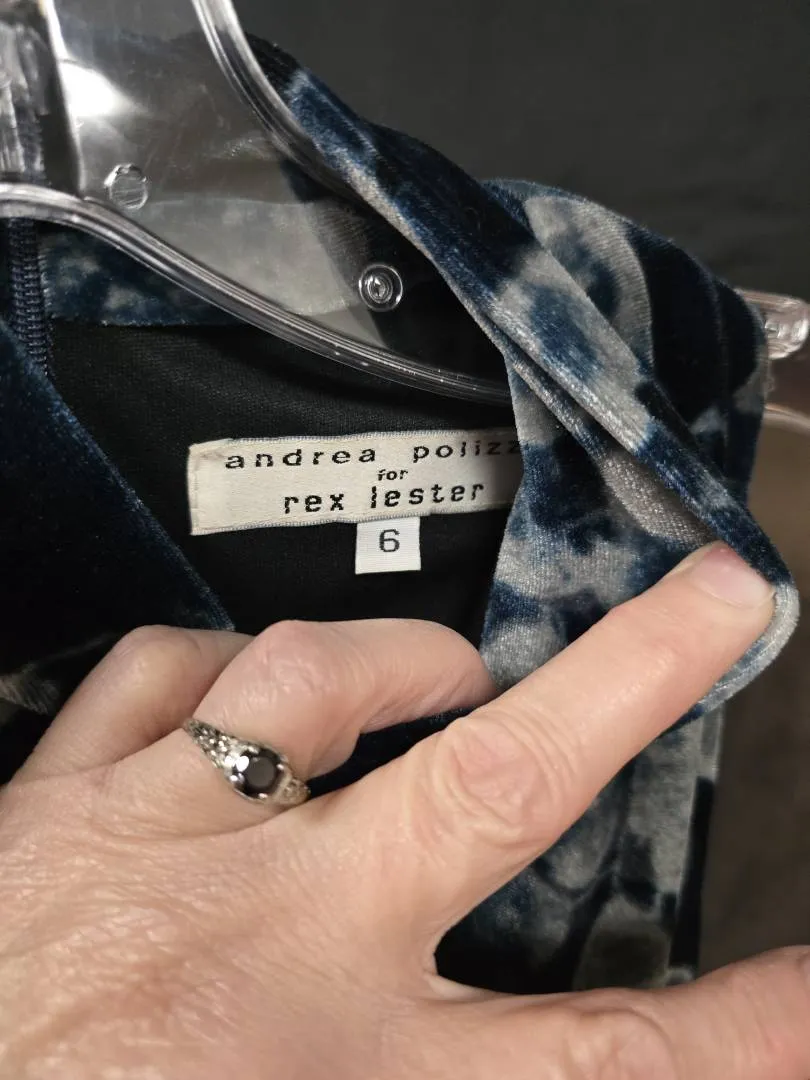 andrea polizz
for
rex lester
6